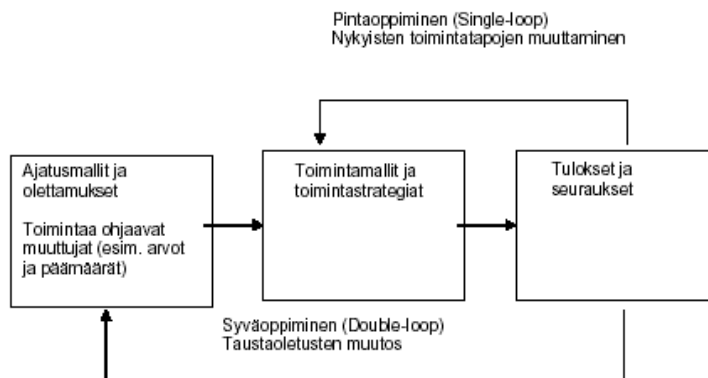 Pintaoppiminen (Single-loop)
Nykyisten toimintatapojen muuttaminen
Ajatusmallit ja
olettamukset
Toimintaa ohjaavat
muuttujat (esim. arvot
ja päämäärät)
Toimintamallit ja
toimintastrategiat
Tulokset ja
seuraukset
Syväoppiminen (Double-loop)
Taustaoletusten muutos